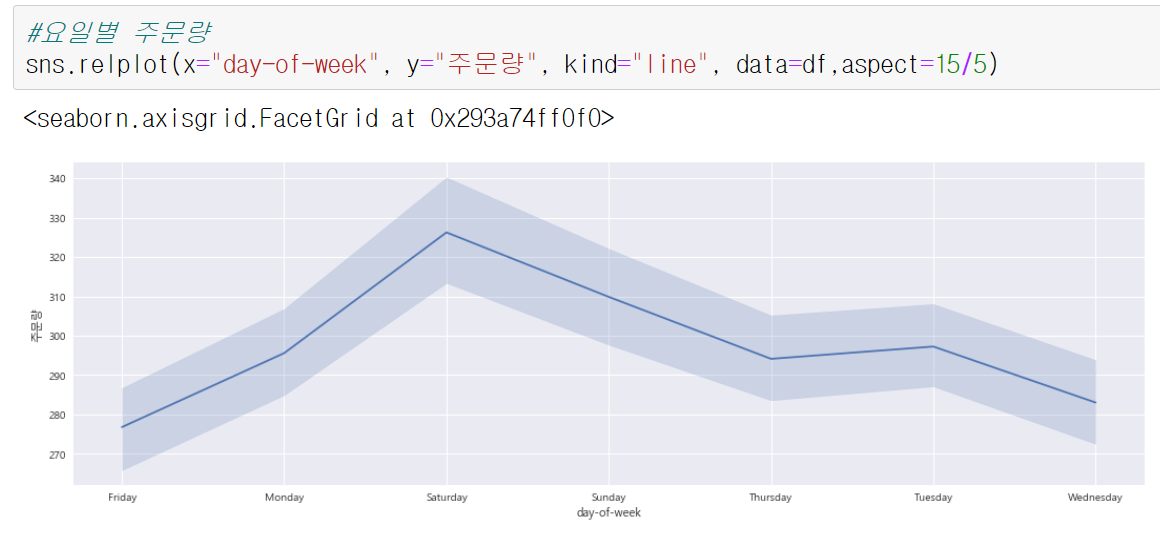 #요일별 주문량
sns.relplot(x="day-of-week", y="주문량", kind="line", data=df,aspect=15/5)
<seaborn.axisgrid.FacetGrid at 0x293a74ff0f0>
340
330
320
310
300
290
280
270
주문량
Friday Monday Saturday Sunday Thursday Tuesday Wednesday
day-of-week